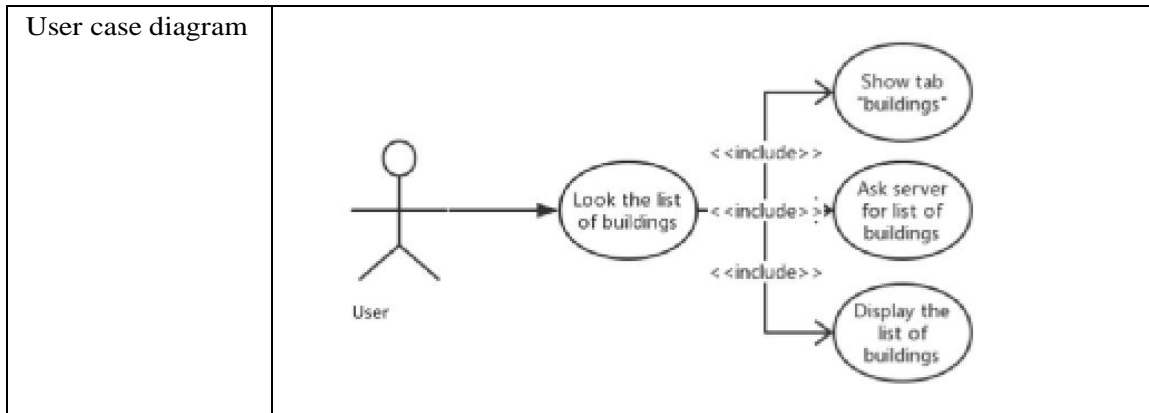 User case diagram
Show tab
"buildings"
< <include> >
Look the list
of buildings
< <include> >
Ask server
for list of
buildings
< <include> >
User
Display the
list of
buildings